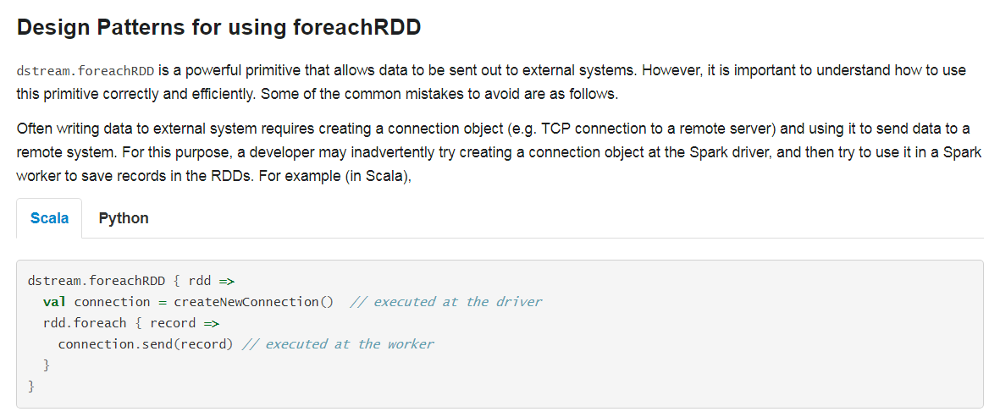 Design Patterns for using foreachRDD
dstream.foreachRDD is a powerful primitive that allows data to be sent out to external systems. However, it is important to understand how to use
this primitive correctly and efficiently. Some of the common mistakes to avoid are as follows.
Often writing data to external system requires creating a connection object (e.g. TCP connection to a remote server) and using it to send data to a
remote system. For this purpose, a developer may inadvertently try creating a connection object at the Spark driver, and then try to use it in a Spark
worker to save records in the RDDs. For example (in Scala),
Scala Python
dstream.foreachRDD { rdd =>
  val connection = createNewConnection()  // executed at the driver
  rdd.foreach { record =>
    connection.send(record) // executed at the worker
  }
}